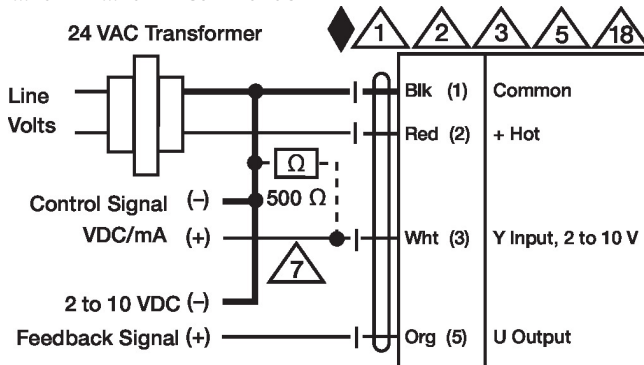 24 VAC Transformer
1 2 3 5 18
Line
Volts
Blk (1) Common
Red (2) + Hot
Ω
500 Ω
Control Signal (-)
VDC/mA (+)
Wht (3) Y Input, 2 to 10 V
7
2 to 10 VDC (-)
Feedback Signal (+)
Org (5) U Output